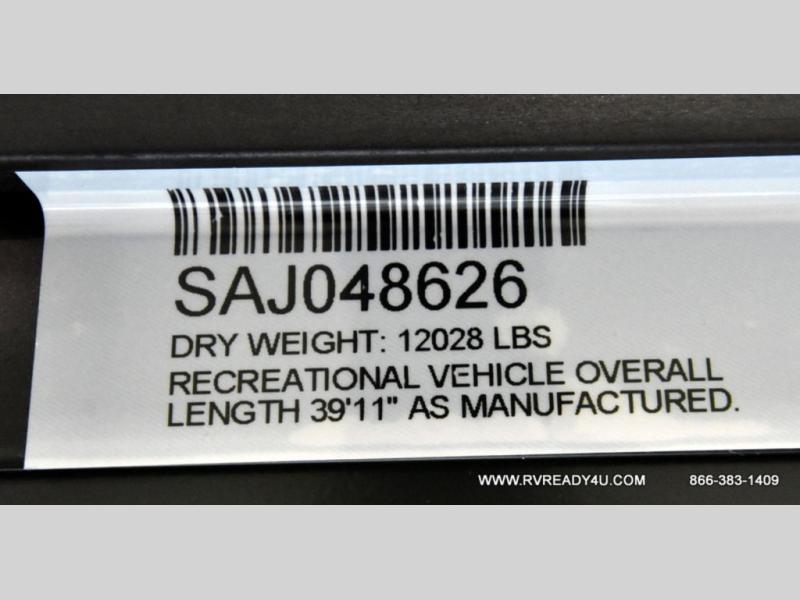 SAJ048626
DRY WEIGHT: 12028 LBS
RECREATIONAL VEHICLE OVERALL
LENGTH 39'11" AS MANUFACTURED.
WWW.RVREADY4U.COM 866-383-1409